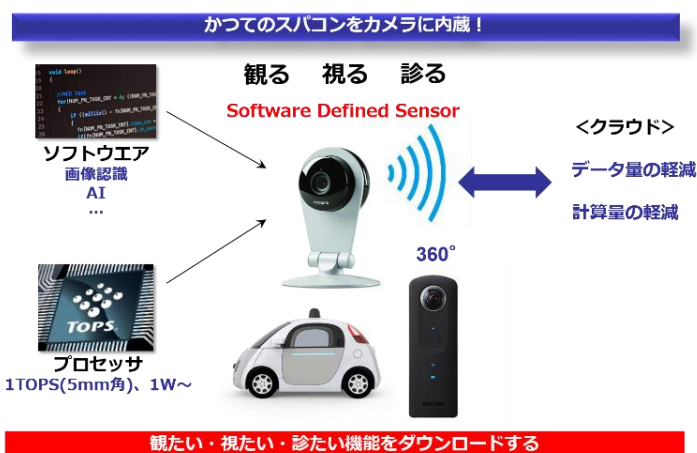 かつてのスパコンをカメラに内蔵！
観る 視る 診る
Software Defined Sensor
void loop()
{
ソフトウエア
画像認識
AI
…
<クラウド>
データ量の軽減
計算量の軽減
360°
TOPS
プロセッサ
1TOPS(5mm角)、1W～
観たい・視たい・診たい機能をダウンロードする